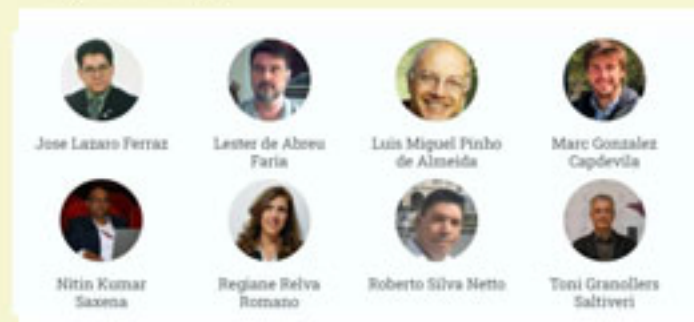 Jose Lazaro Ferraz
Lester de Abreu
Faria
Luis Miguel Pinho
de Almeida
Marc Gonzalez
Capdevila
Nitin Kumar
Saxena
Regiane Relva
Romano
Roberto Silva Netto
Toni Granollers
Saltiveri